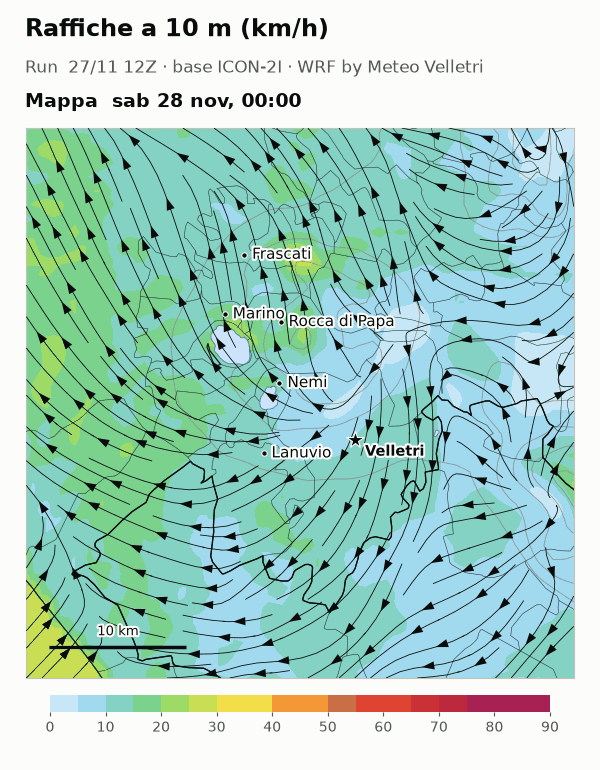 Raffiche a 10 m (km/h)
Run  27/11 12Z · base ICON-2I · WRF by Meteo Velletri
Mappa  sab 28 nov, 00:00
Frascati
Marino
Rocca di Papa
Nemi
Velletri
Lanuvio
10 km
0 10 20 30 40 50 60 70 80 90